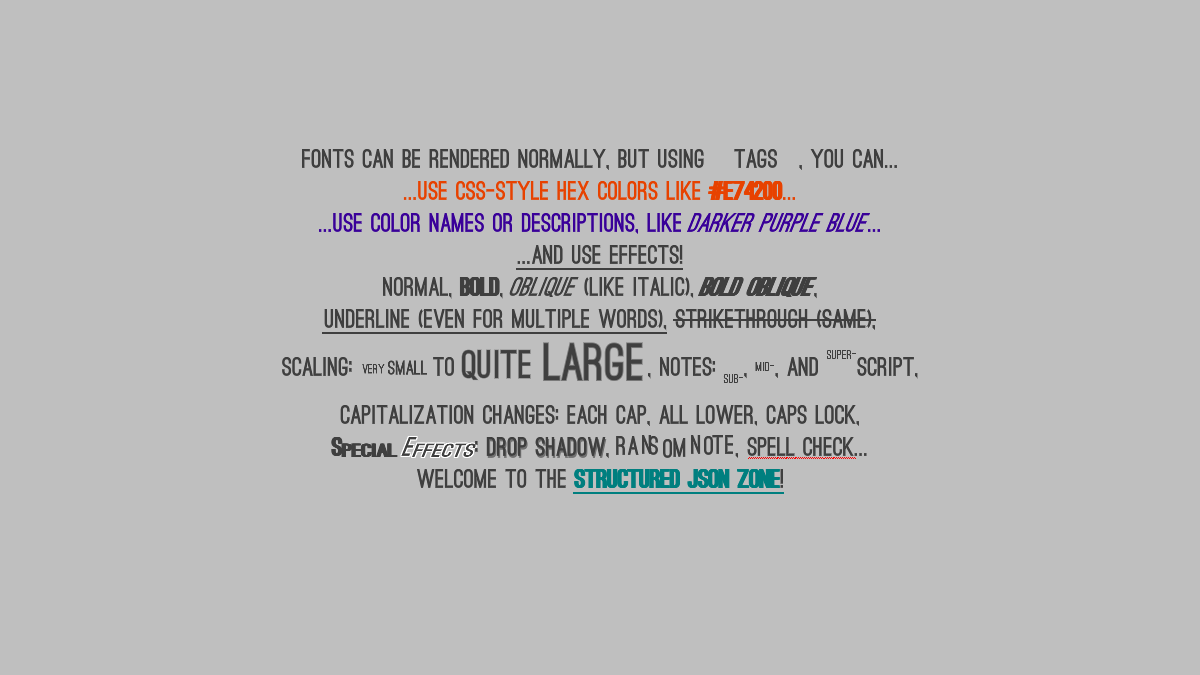 FONTS CAN BE RENDERED NORMALLY, BUT USING TAGS , YOU CAN...
...USE CSS-STYLE HEX COLORS LIKE #E74200...
...USE COLOR NAMES OR DESCRIPTIONS, LIKE DARKER PURPLE BLUE...
...AND USE EFFECTS!
NORMAL, BOLD, OBLIQUE (LIKE ITALIC), BOLD OBLIQUE,
UNDERLINE (EVEN FOR MULTIPLE WORDS), STRIKETHROUGH (SAME),
SCALING: VERY SMALL TO QUITE LARGE, NOTES: SUB-, MID-, AND SUPER-SCRIPT,
CAPITALIZATION CHANGES: EACH CAP, ALL LOWER, CAPS LOCK,
SPECIAL EFFECTS: DROP SHADOW, RANSOM NOTE, SPELL CHECK...
WELCOME TO THE STRUCTURED JSON ZONE!